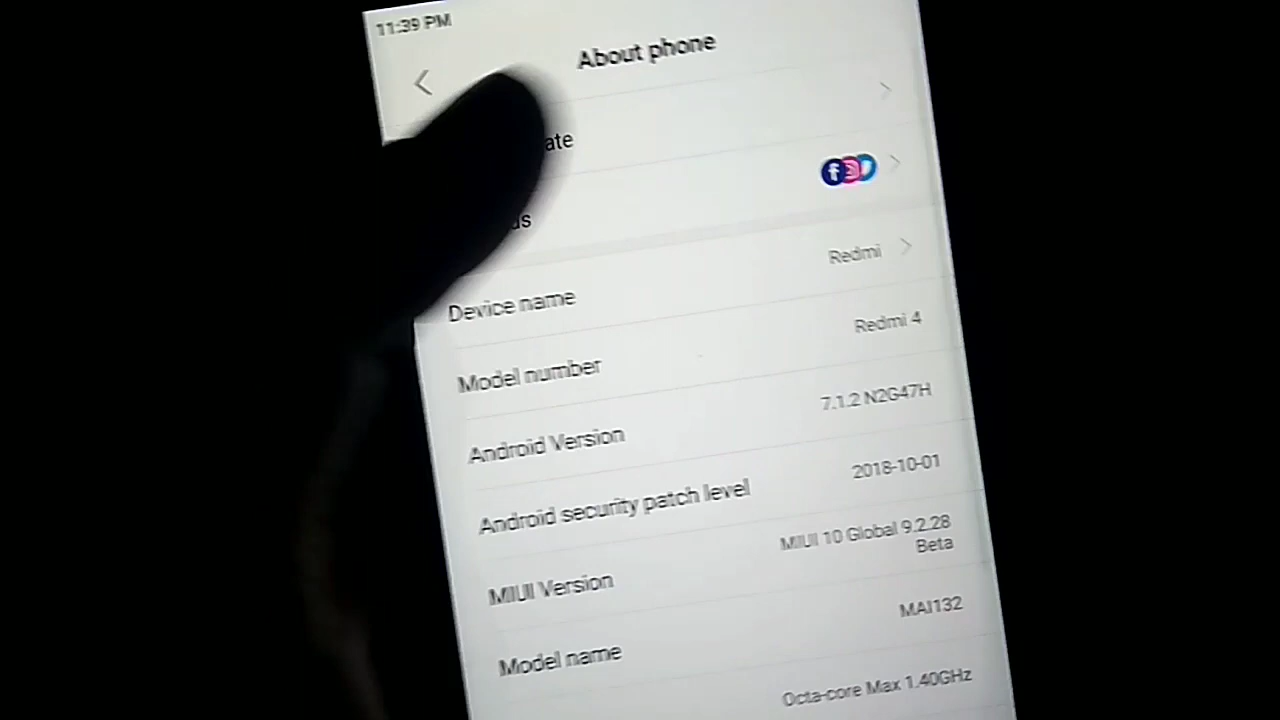 11:39 PM
About phone
ate
ds
Device name
Redmi
Model number
Redmi 4
Android Version
7.1.2 N2G47H
Android security patch level
2018-10-01
MIUI Version
MIUI 10 Global 9.2.28
Beta
Model name
MAI132
Octa-core Max 1.40GHz